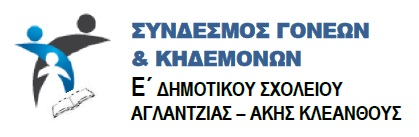 ΣΥΝΔΕΣΜΟΣ ΓΟΝΕΩΝ
& ΚΗΔΕΜΟΝΩΝ
Ε΄ ΔΗΜΟΤΙΚΟΥ ΣΧΟΛΕΙΟΥ
ΑΓΛΑΝΤΖΙΑΣ – ΑΚΗΣ ΚΛΕΑΝΘΟΥΣ